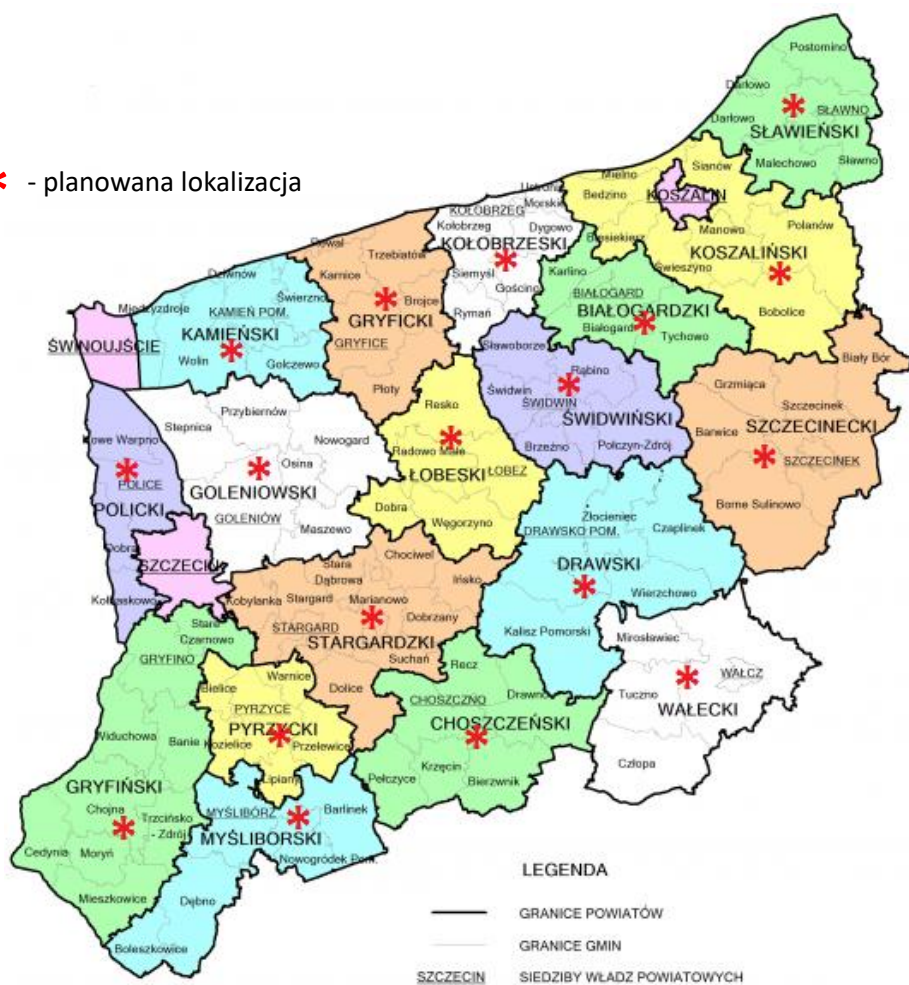 * - planowana lokalizacja
Postomino
Darłowo
SŁAWNO
Darłowo
SŁAWIEŃSKI
Malechowo
Sławno
Mielno
Sianów
Bedzino
KOSZALIN
Manowo
Polanów
Biesiekierz
KOSZALIŃSKI
Świeszyno
Bobolice
Morskie
KOŁOBRZEG
Kołobrzeg
Dygowo
KOŁOBRZESKI
Siemyśl
Gościno
Rymań
Trzebiatów
Karnice
Brojce
GRYFICKI
GRYFICE
Płoty
Dziwnów
Międzyzdroje
KAMIEŃ POM.
Świerzno
KAMIEŃSKI
Wolin
Golczewo
ŚWINOUJŚCIE
Karlino
BIAŁOGARD
BIAŁOGARDZKI
Białogard
Tychowo
Sławoborze
Rąbino
Świdwin
ŚWIDWIN
ŚWIDWIŃSKI
Brzeżno
Połczyn-Zdrój
Biały Bór
Grzmiąca
Szczecinek
Barwice
SZCZECINECKI
SZCZECINEK
Borne Sulinowo
Resko
Radowo Małe
ŁOBESKI
ŁOBEZ
Dobra
Węgorzyno
Przybiernów
Stepnica
Nowogard
Osina
GOLENIOWSKI
GOLENIÓW
Maszewo
Nowe Warpno
POLICE
POLICKI
Dobra
Kołbaskowo
SZCZECIN
Złocieniec
DRAWSKO POM.
Czaplinek
DRAWSKI
Wierzchowo
Kalisz Pomorski
Chociwel
Stara
Dąbrowa
Ińsko
Kobylanka
Stargard
Marianowo
Dobrzany
STARGARD
STARGARDZKI
Suchań
Dolice
Mirosławiec
WAŁCZ
Tuczno
WAŁECKI
Człopa
Recz
CHOSZCZNO
Drawno
CHOSZCZEŃSKI
Krzęcin
Pełczyce
Bierzwnik
Warnice
Bielice
PYRZYCE
PYRZYCKI
Kozielice
Przelewice
Lipiany
Stare
Czarnowo
GRYFINO
Widuchowa
Banie
GRYFIŃSKI
Chojna
Trzcińsko
- Zdrój
Cedynia
Moryń
Mieszkowice
MYŚLIBÓRZ
Barlinek
MYŚLIBORSKI
Nowogródek Pom.
Dębno
Boleszkowice
LEGENDA
GRANICE POWIATÓW
GRANICE GMIN
SZCZECIN SIEDZIBY WŁADZ POWIATOWYCH